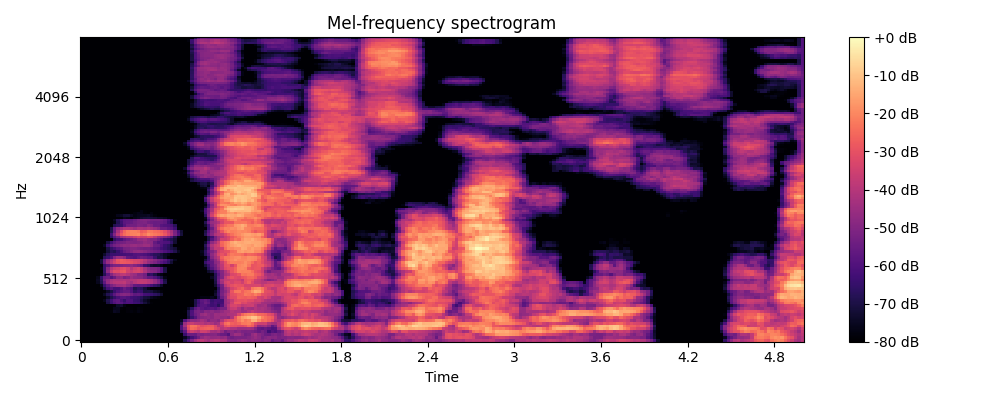 Mel-frequency spectrogram
+0 dB
-10 dB
-20 dB
-30 dB
-40 dB
-50 dB
-60 dB
-70 dB
-80 dB
4096
2048
1024
512
0
Hz
0 0.6 1.2 1.8 2.4 3 3.6 4.2 4.8
Time